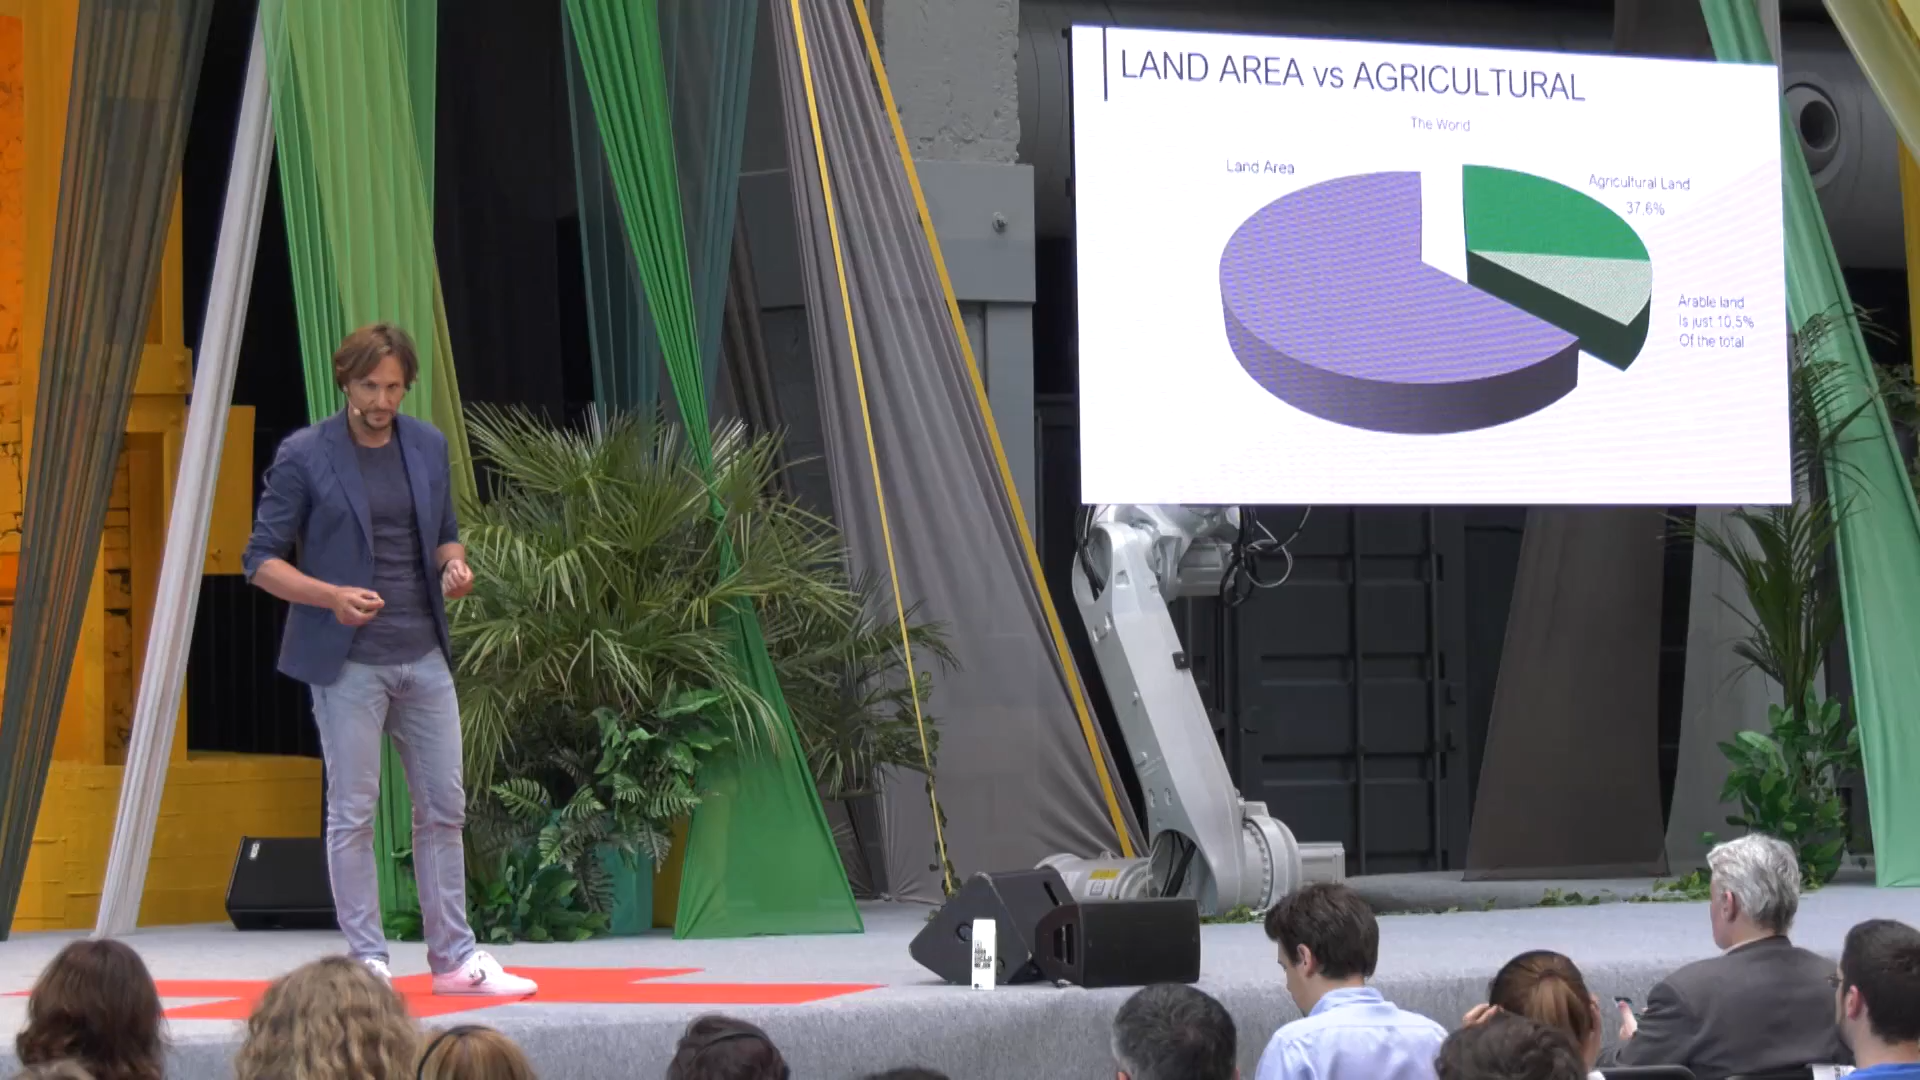 LAND AREA vs AGRICULTURAL
The World
Land Area
Agricultural Land
37,6%
Arable land
Is just 10,5%
Of the total